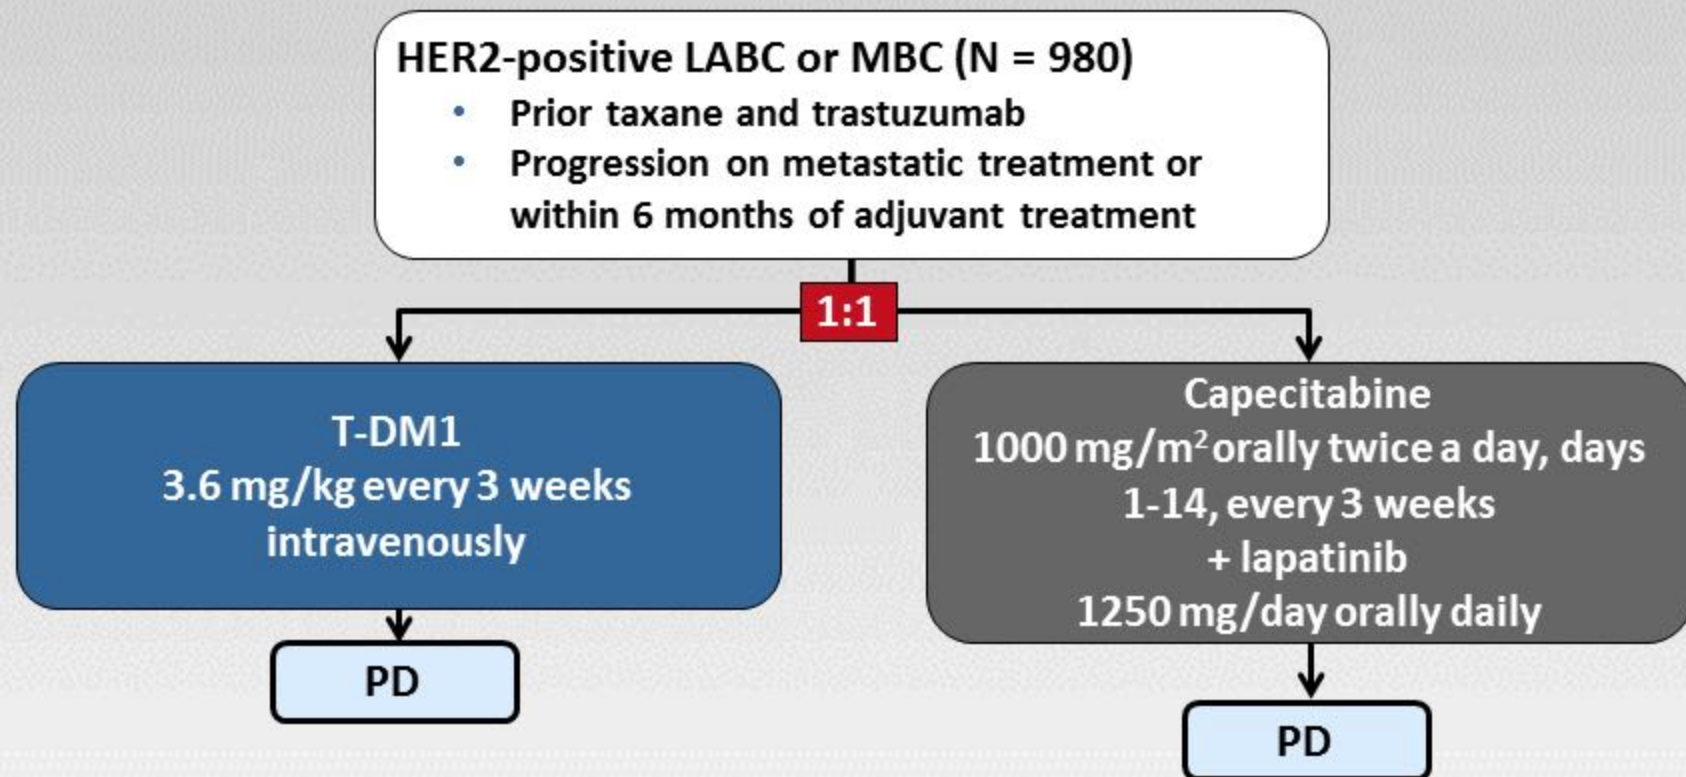 HER2-positive LABC or MBC (N = 980)
• Prior taxane and trastuzumab
• Progression on metastatic treatment or
within 6 months of adjuvant treatment
1:1
T-DM1
3.6 mg/kg every 3 weeks
intravenously
PD
Capecitabine
1000 mg/m² orally twice a day, days
1-14, every 3 weeks
+ lapatinib
1250 mg/day orally daily
PD